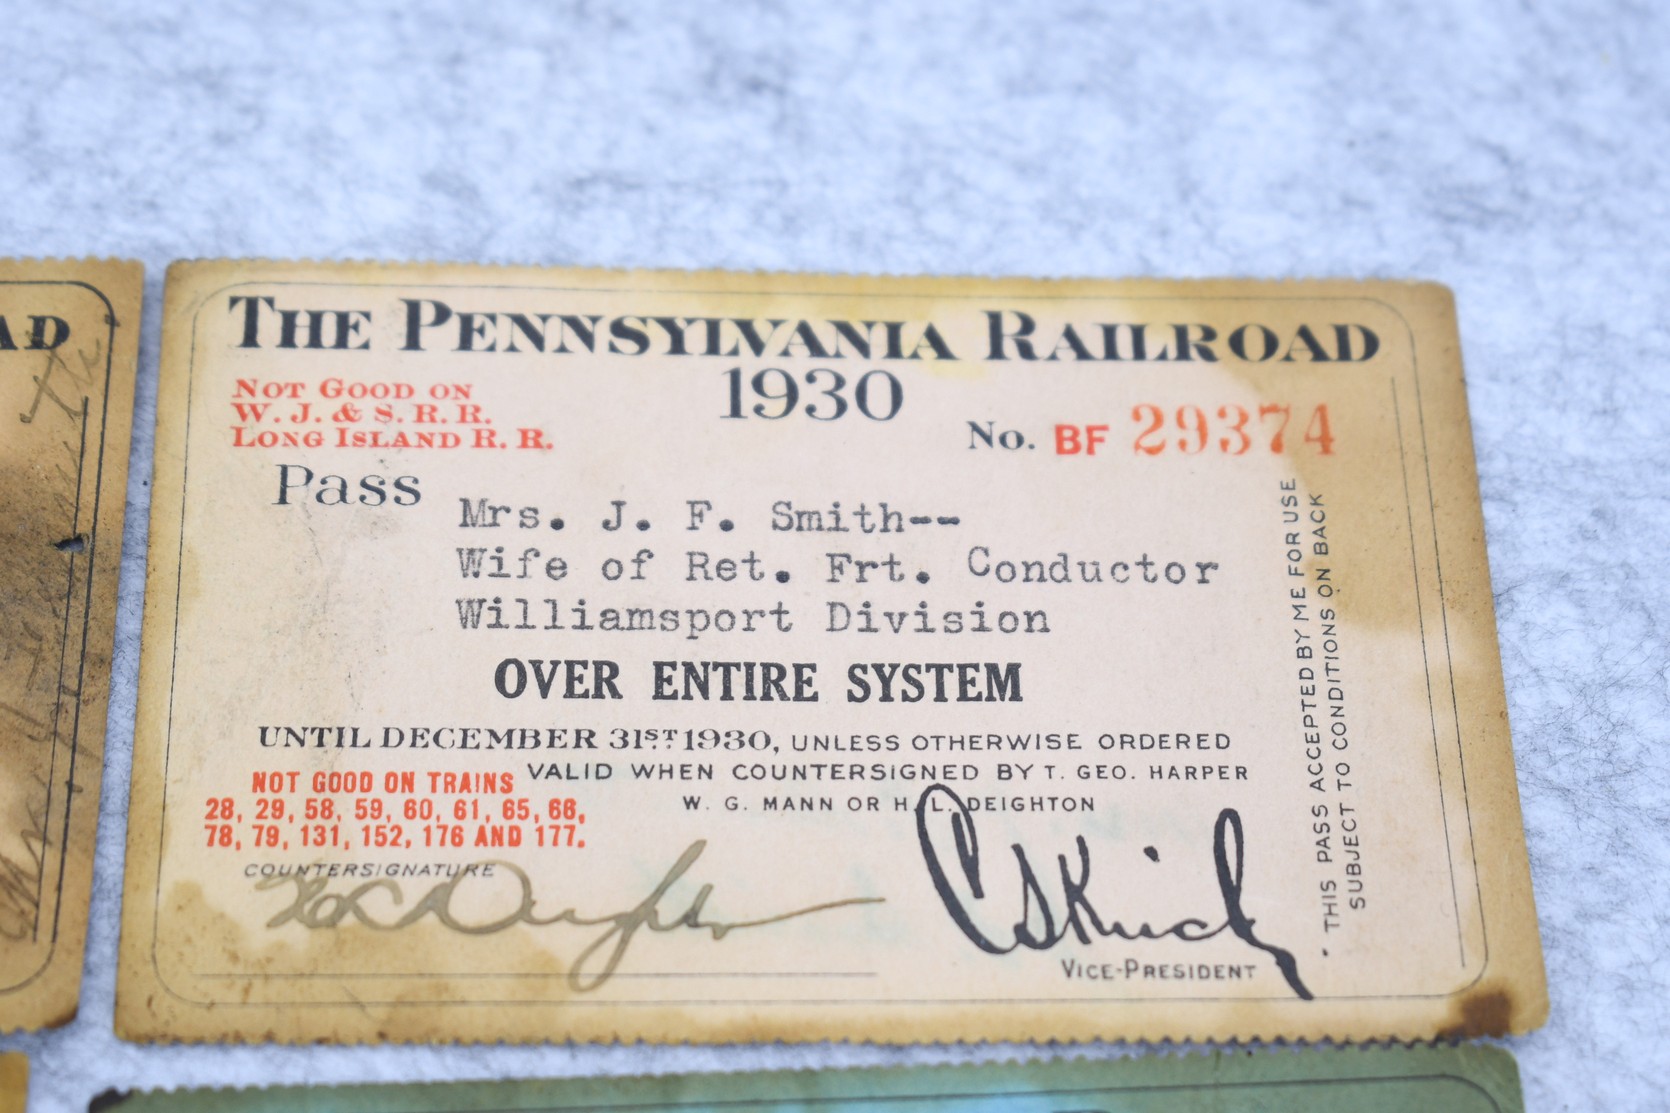 AD
THE PENNSYLVANIA RAILROAD
1930
NOT GOOD ON
W. J. & S. R. R.
LONG ISLAND R. R.
No. BF 29374
Pass
Mrs. J. F. Smith--
Wife of Ret. Frt. Conductor
Williamsport Division
OVER ENTIRE SYSTEM
UNTIL DECEMBER 31ST 1930, UNLESS OTHERWISE ORDERED
VALID WHEN COUNTERSIGNED BY T. GEO. HARPER
W. G. MANN OR H. L. DEIGHTON
NOT GOOD ON TRAINS
28, 29, 58, 59, 60, 61, 65, 66,
78, 79, 131, 152, 176 AND 177.
COUNTERSIGNATURE
VICE-PRESIDENT
THIS PASS ACCEPTED BY ME FOR USE
SUBJECT TO CONDITIONS ON BACK